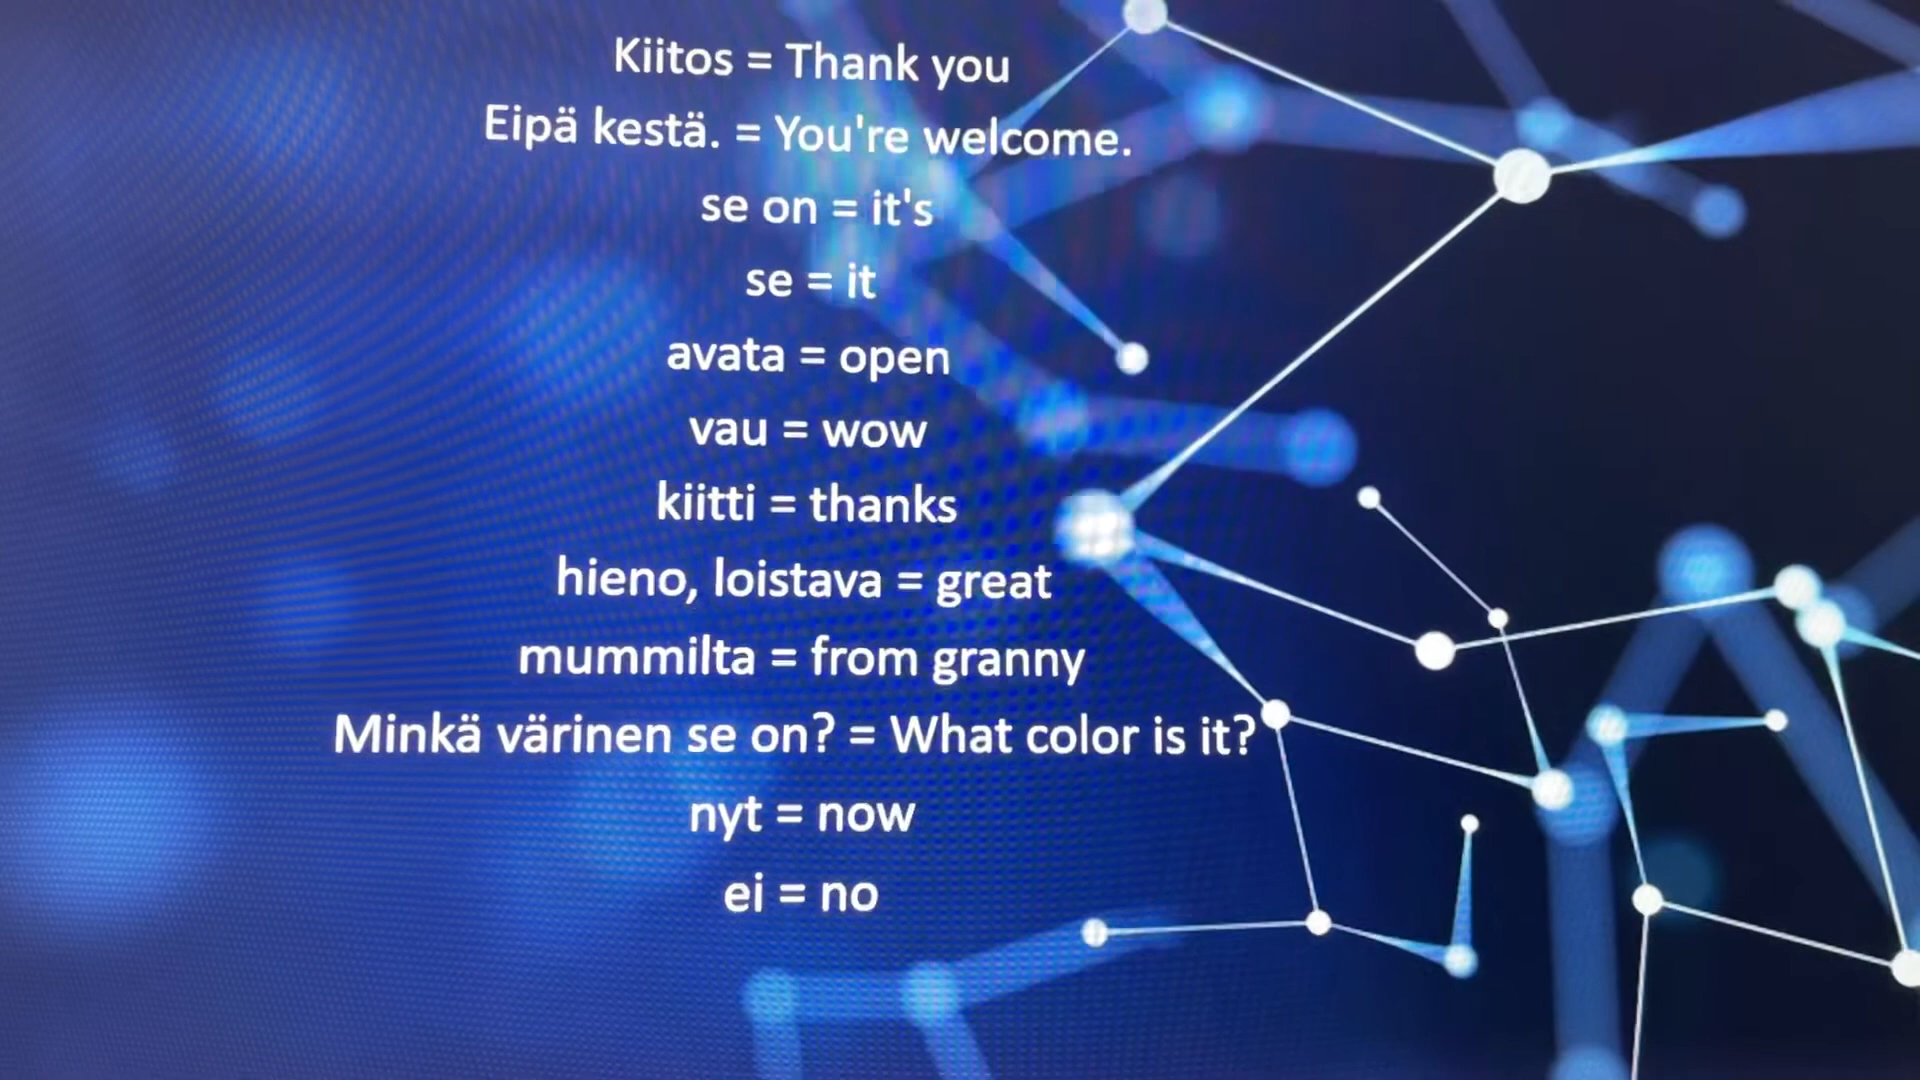 Kiitos = Thank you
Eipä kestä. = You're welcome.
se on = it's
se = it
avata = open
vau = wow
kiitti = thanks
hieno, loistava = great
mummilta = from granny
Minkä värinen se on? = What color is it?
nyt = now
ei = no